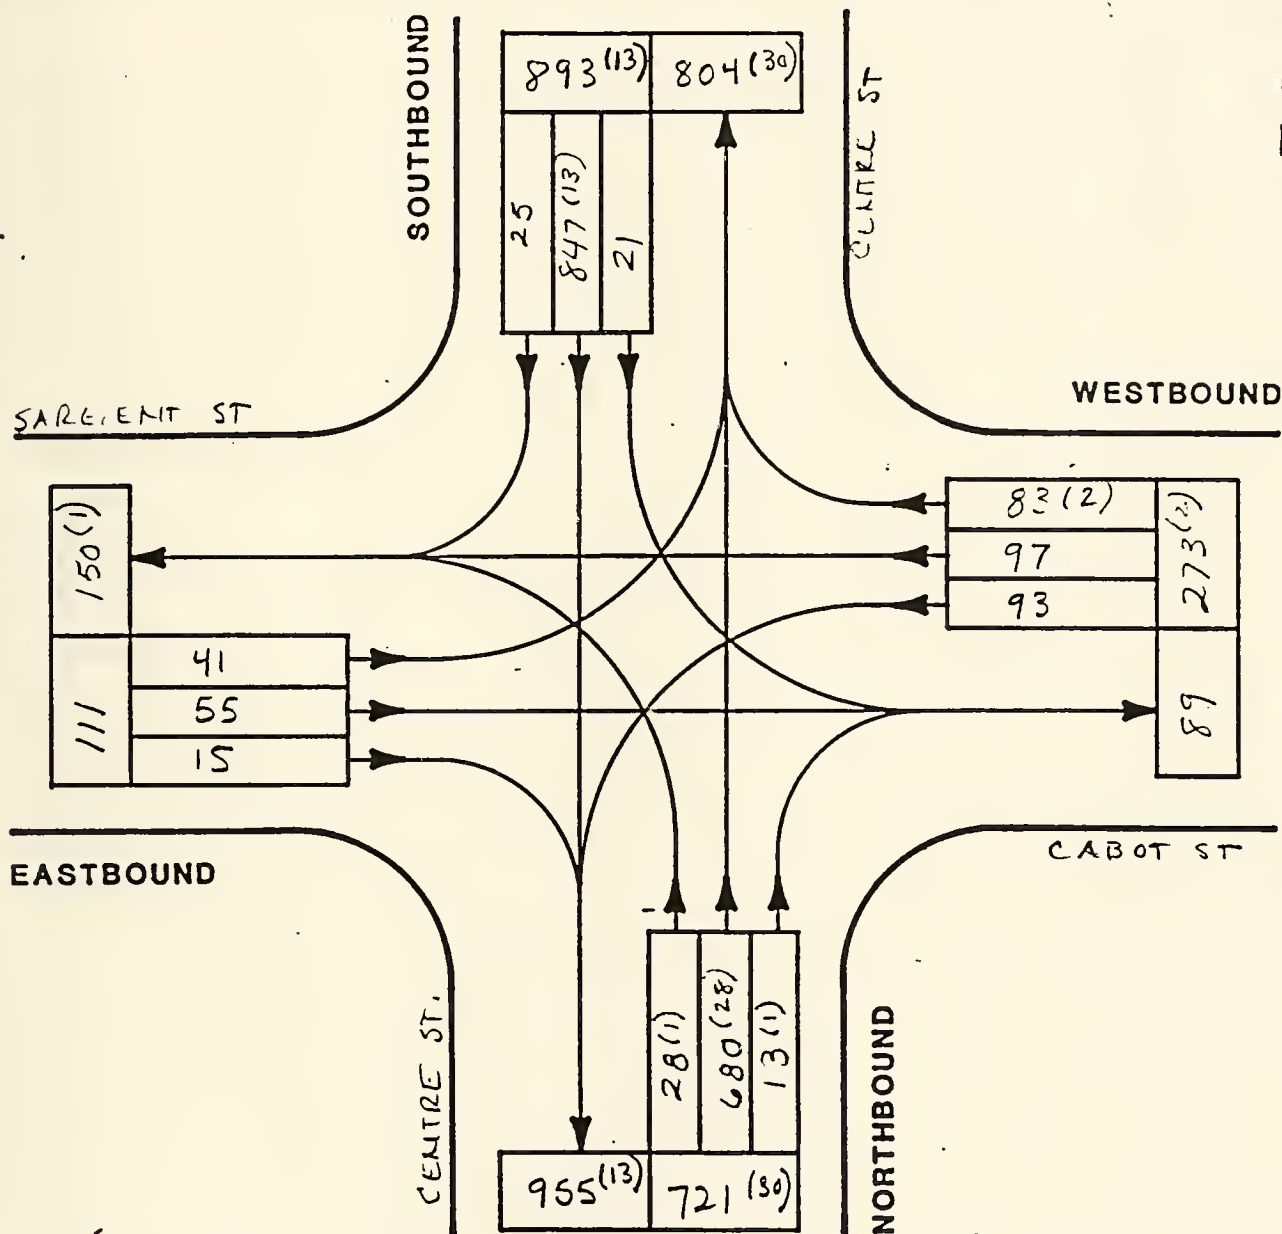 SOUTHBOUND
893 (13)
804 (30)
25
847 (13)
21
CENTRE ST
SARGENT ST
WESTBOUND
150 (1)
111
41
55
15
83 (2)
97
93
273 (2)
89
EASTBOUND
CABOT ST
CENTRE ST.
28 (1)
680 (28)
13 (1)
NORTHBOUND
955 (13)
721 (30)